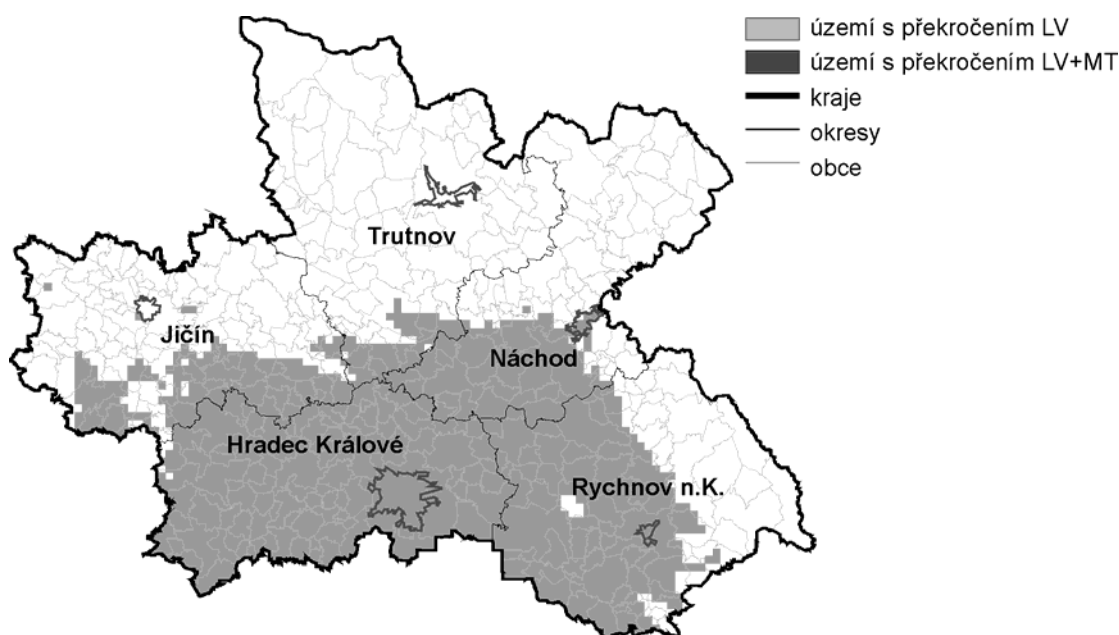 území s překročením LV
území s překročením LV+MT
kraje
okresy
obce
Trutnov
Jičín
Náchod
Hradec Králové
Rychnov n.K.